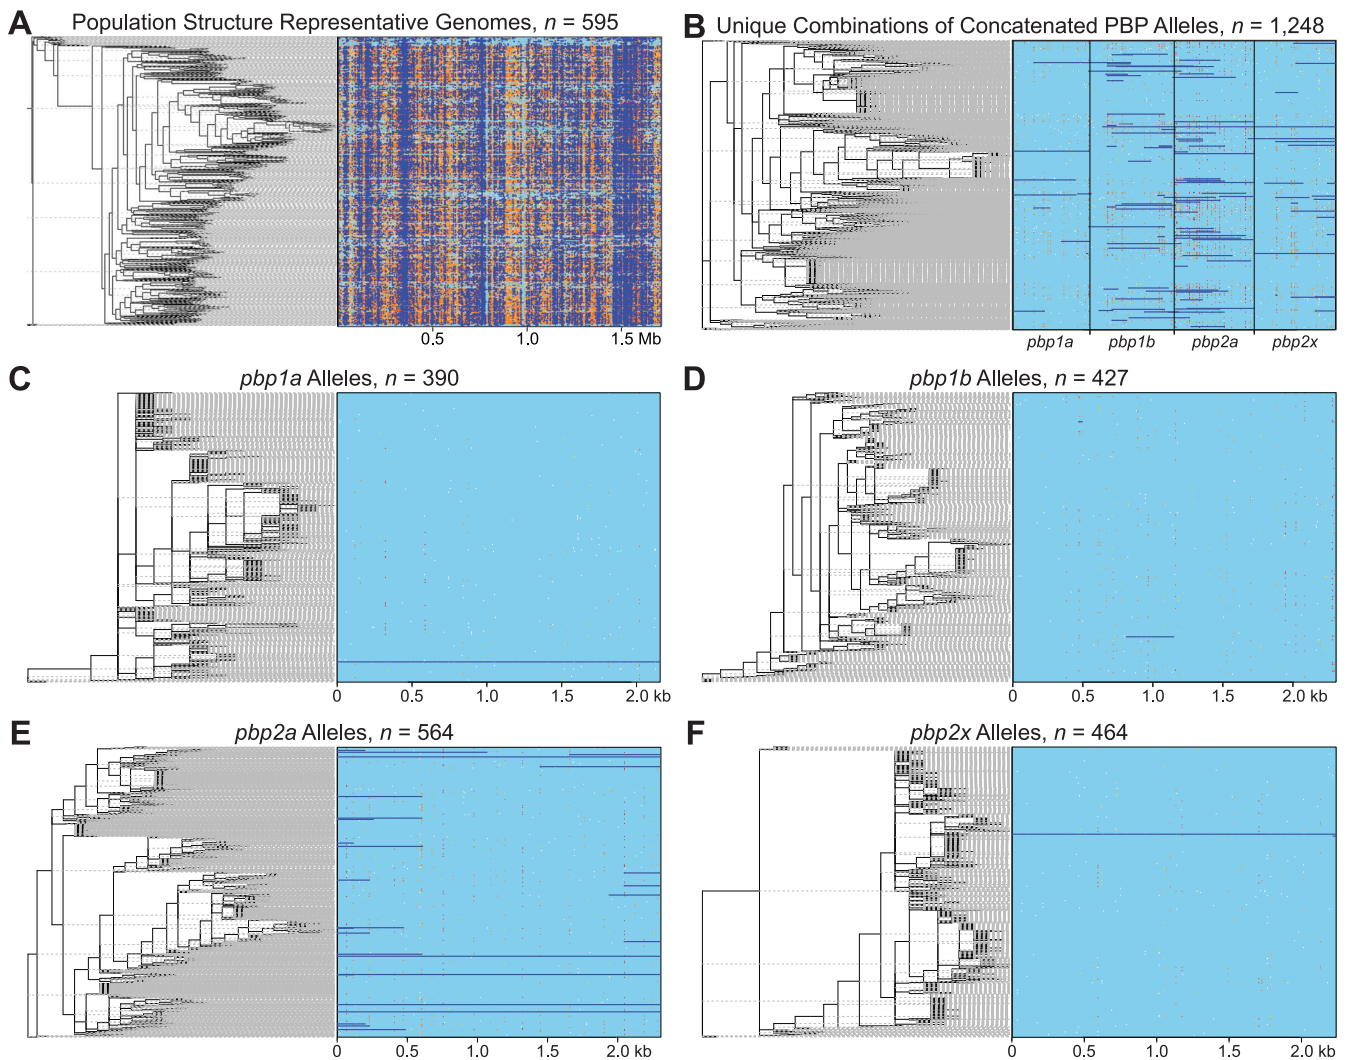 A
Population Structure Representative Genomes, n = 595
0.5 1.0 1.5 Mb
B
Unique Combinations of Concatenated PBP Alleles, n = 1,248
pbp1a pbp1b pbp2a pbp2x
C
pbp1a Alleles, n = 390
0 0.5 1.0 1.5 2.0 kb
D
pbp1b Alleles, n = 427
0 0.5 1.0 1.5 2.0 kb
E
pbp2a Alleles, n = 564
0 0.5 1.0 1.5 2.0 kb
F
pbp2x Alleles, n = 464
0 0.5 1.0 1.5 2.0 kb